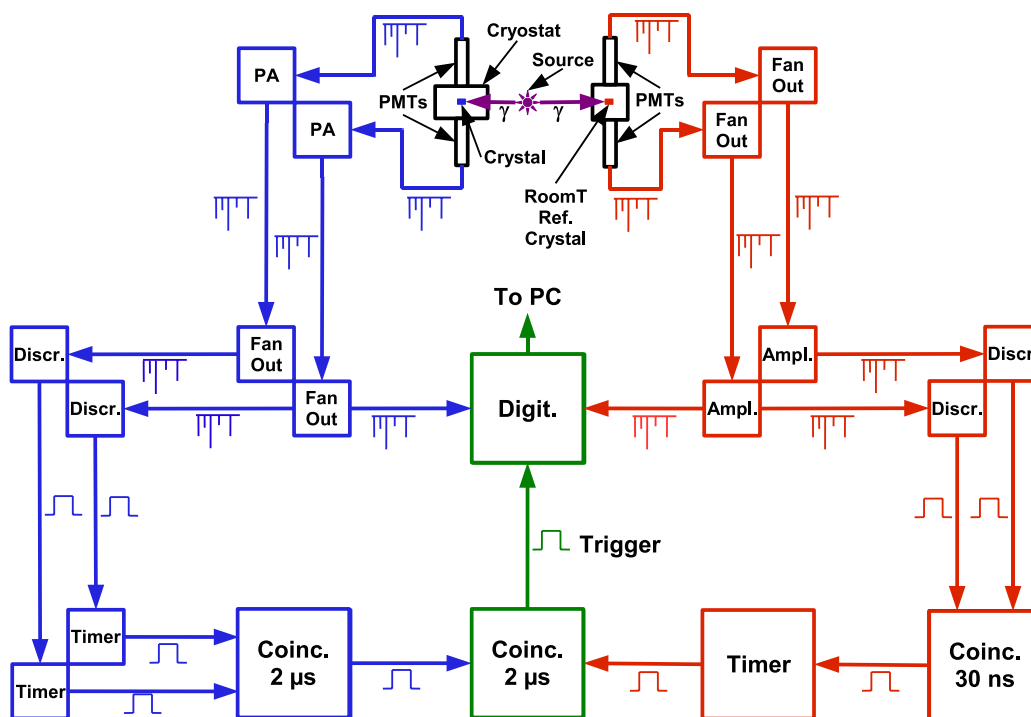 Cryostat
Source
PA
Fan
Out
PMTs
PMTs
γ
γ
PA
Fan
Out
Crystal
RoomT
Ref.
Crystal
To PC
Discr.
Fan
Out
Ampl.
Discr.
Discr.
Fan
Out
Digit.
Ampl.
Discr.
Trigger
Timer
Timer
Coinc.
2 µs
Coinc.
2 µs
Timer
Coinc.
30 ns